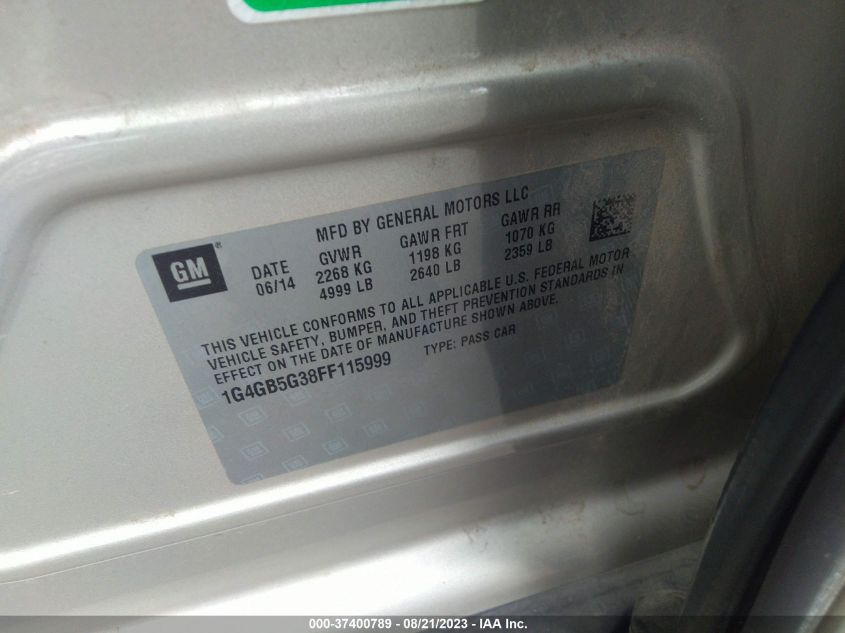 MFD BY GENERAL MOTORS LLC
GM®
DATE GVWR GAWR FRT GAWR RR
06/14 2268 KG 1198 KG 1070 KG
4999 LB 2640 LB 2359 LB
THIS VEHICLE CONFORMS TO ALL APPLICABLE U.S. FEDERAL MOTOR
VEHICLE SAFETY, BUMPER, AND THEFT PREVENTION STANDARDS IN
EFFECT ON THE DATE OF MANUFACTURE SHOWN ABOVE.
1G4GB5G38FF115999 TYPE: PASS CAR
000-37400789 - 08/21/2023 - IAA Inc.